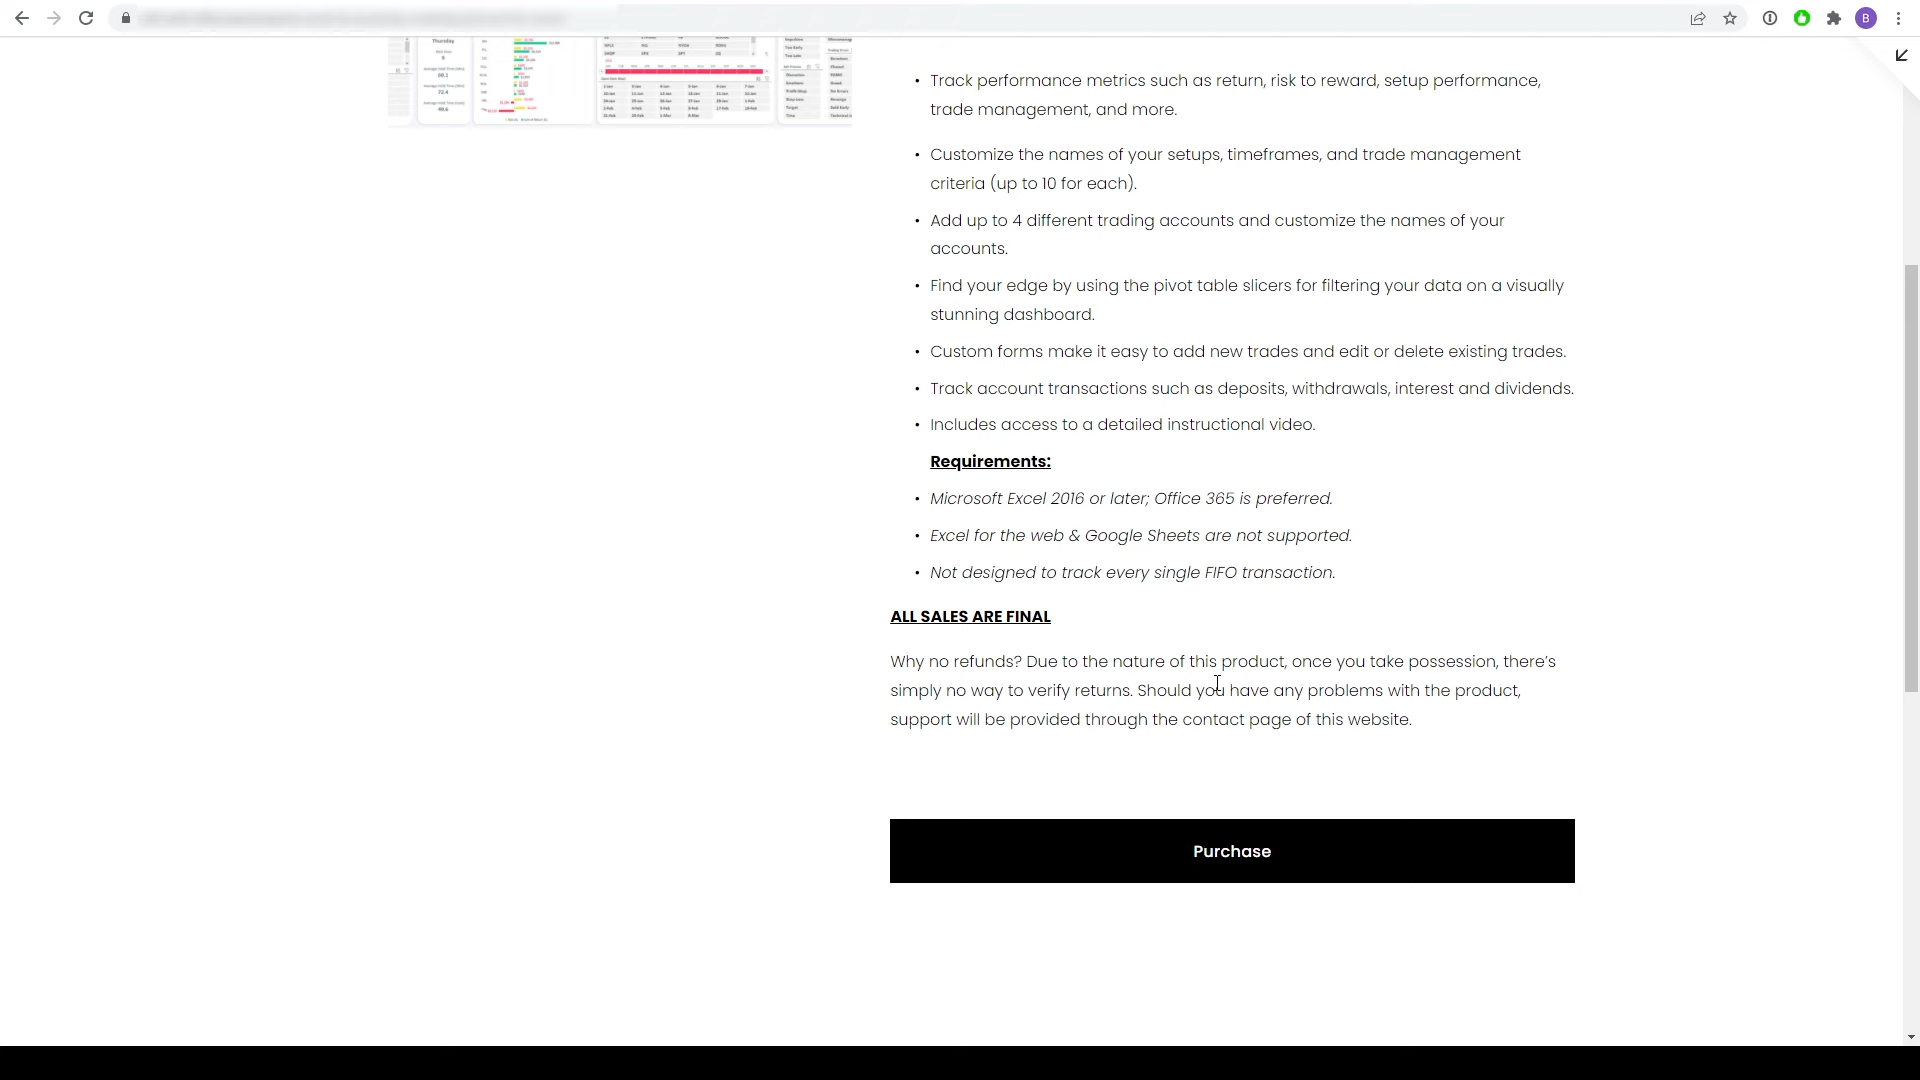 B
Thursday
• Track performance metrics such as return, risk to reward, setup performance,
trade management, and more.
• Customize the names of your setups, timeframes, and trade management
criteria (up to 10 for each).
• Add up to 4 different trading accounts and customize the names of your
accounts.
• Find your edge by using the pivot table slicers for filtering your data on a visually
stunning dashboard.
• Custom forms make it easy to add new trades and edit or delete existing trades.
• Track account transactions such as deposits, withdrawals, interest and dividends.
• Includes access to a detailed instructional video.
Requirements:
• Microsoft Excel 2016 or later; Office 365 is preferred.
• Excel for the web & Google Sheets are not supported.
• Not designed to track every single FIFO transaction.
ALL SALES ARE FINAL
Why no refunds? Due to the nature of this product, once you take possession, there’s
simply no way to verify returns. Should you have any problems with the product,
support will be provided through the contact page of this website.
Purchase